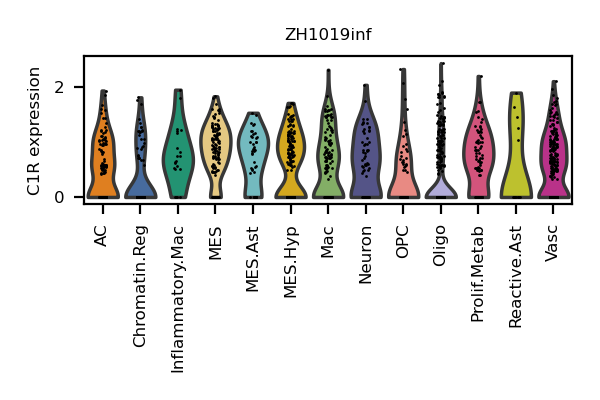 ZH1019inf
C1R expression
2
0
AC
Chromatin.Reg
Inflammatory.Mac
MES
MES.Ast
MES.Hyp
Mac
Neuron
OPC
Oligo
Prolif.Metab
Reactive.Ast
Vasc